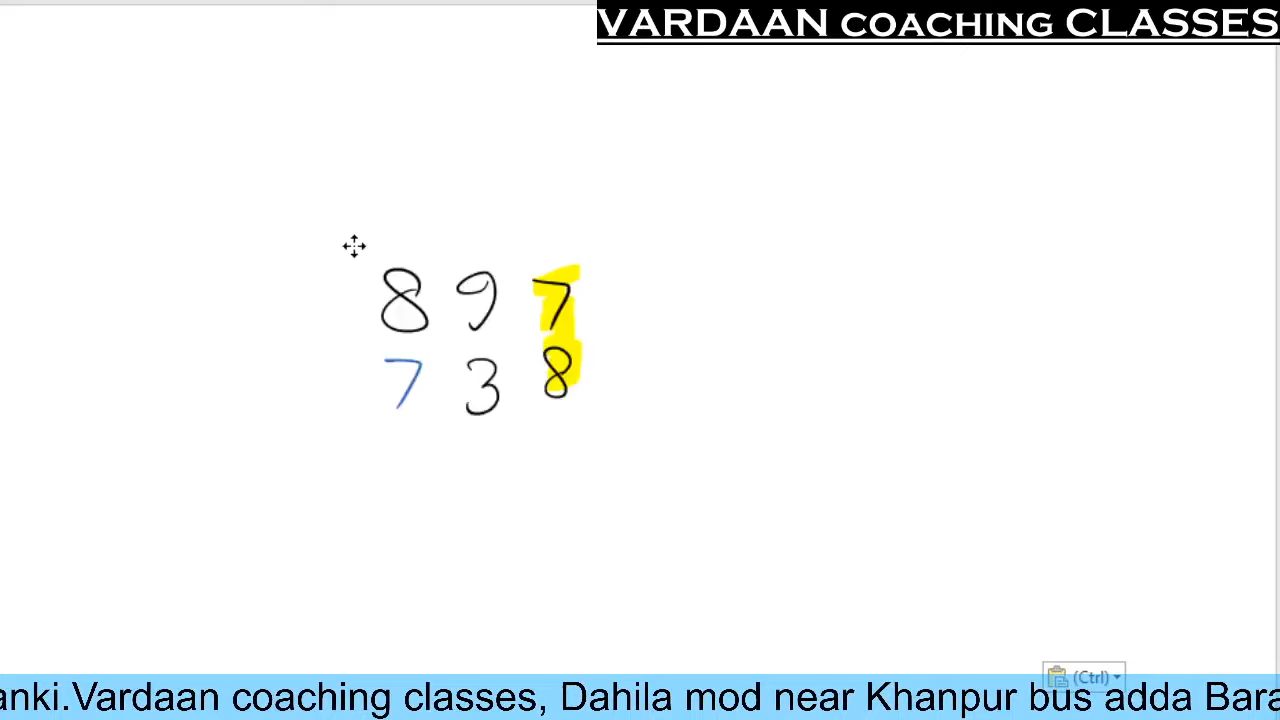 VARDAAN COACHING CLASSES
8 9 7
7 3 8
(Ctrl)
anki.Vardaan coaching classes, Dahila mod near Khanpur bus adda Bara